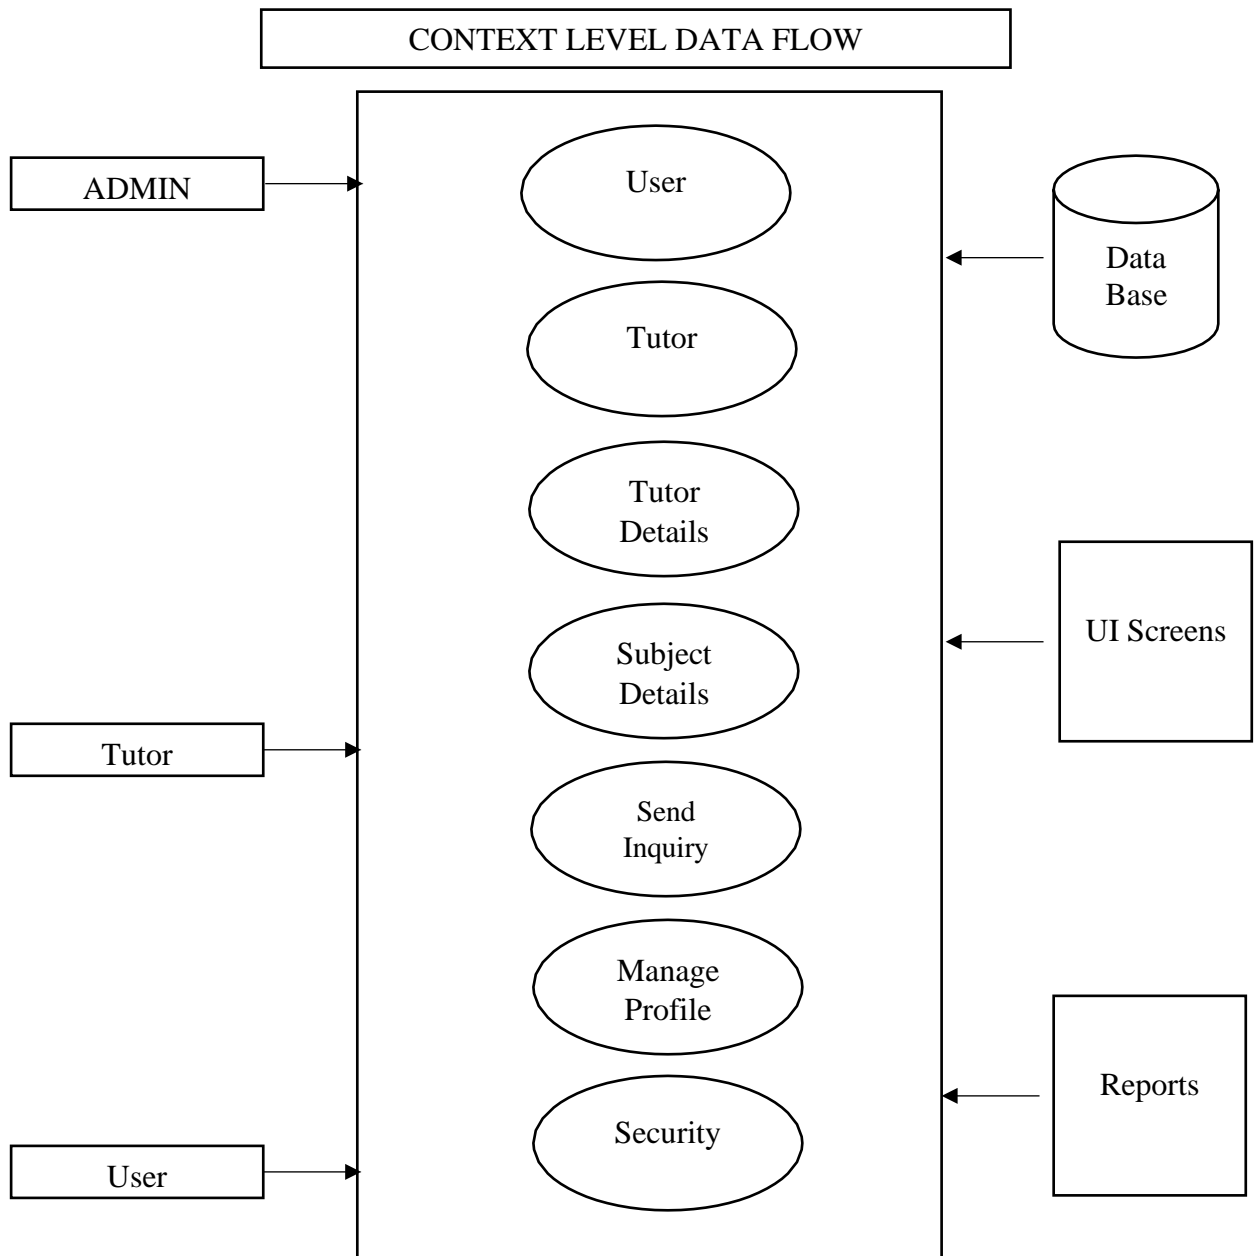 CONTEXT LEVEL DATA FLOW
ADMIN
User
Data
Base
Tutor
Tutor
Details
UI Screens
Subject
Details
Tutor
Send
Inquiry
Manage
Profile
Reports
Security
User